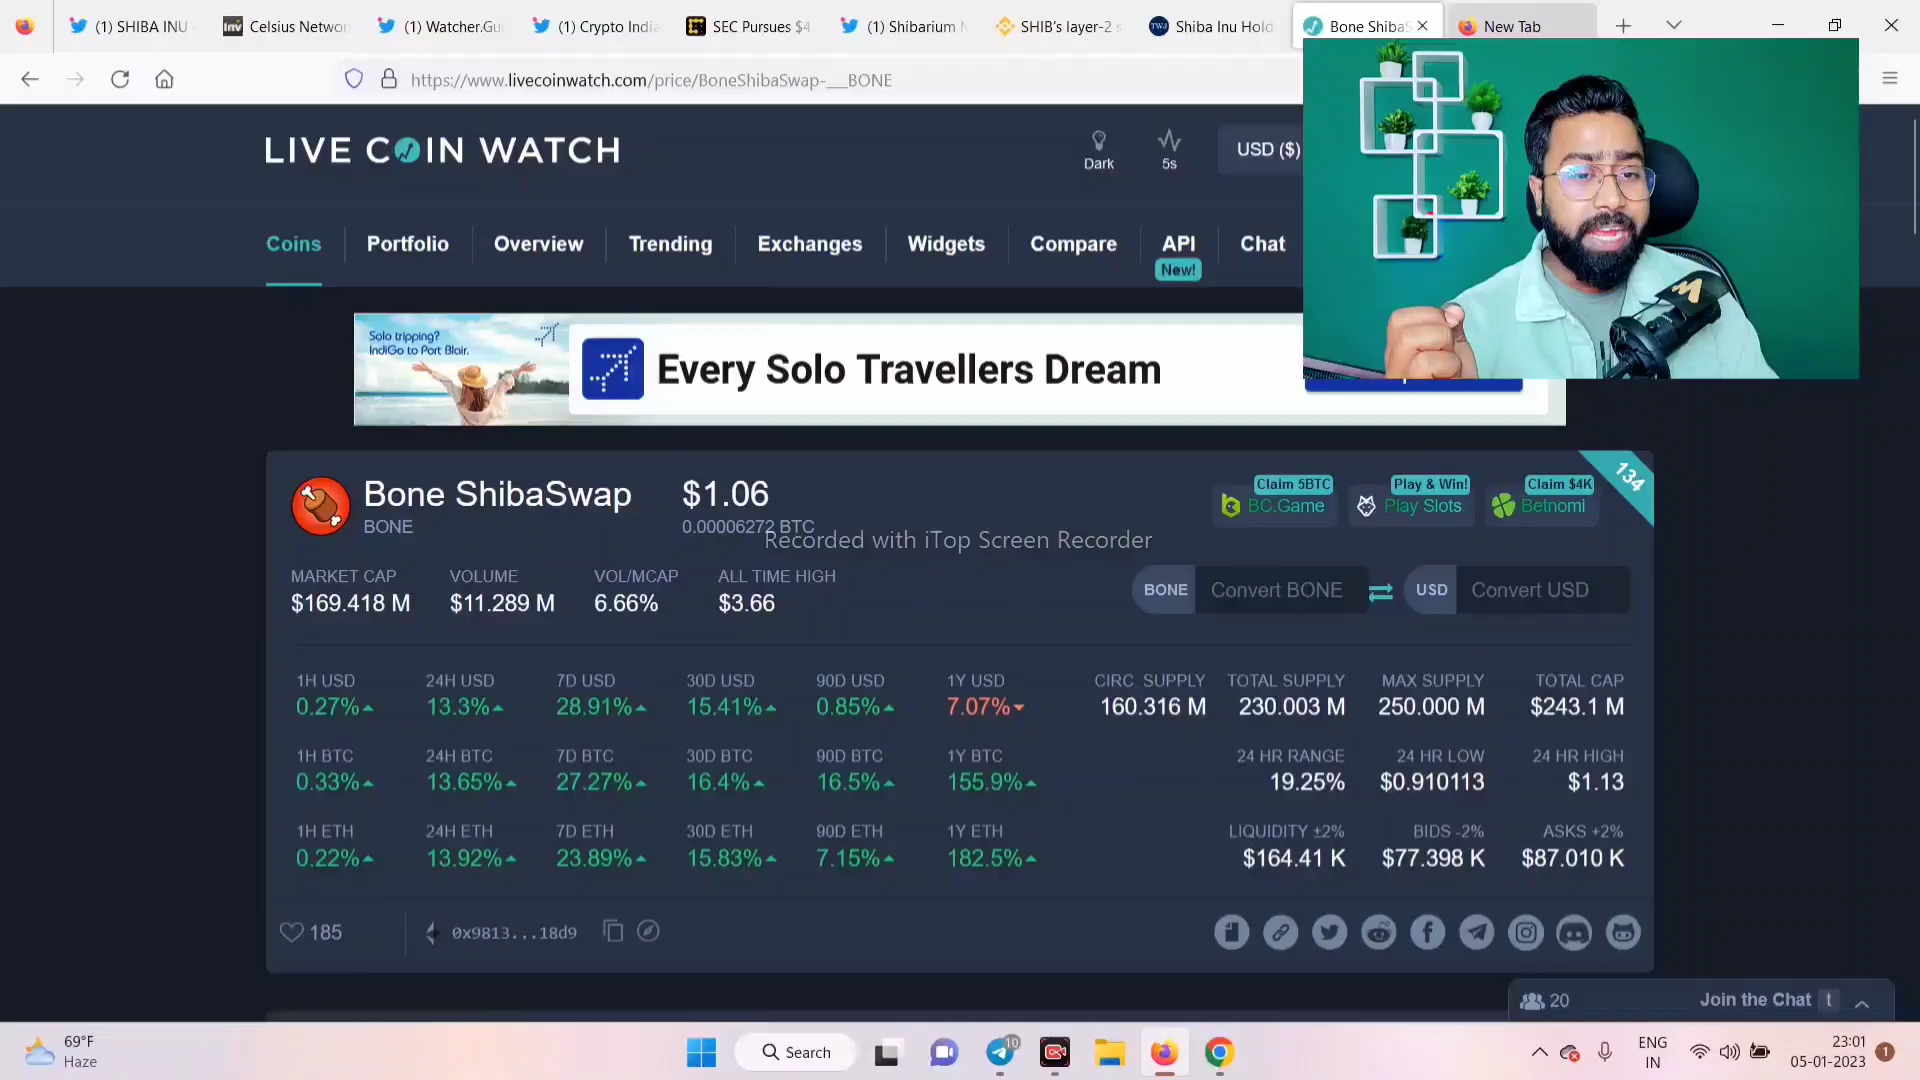 (1) SHIBA INU -
Celsius Networ
(1) Watcher.Gu
(1) Crypto India
SEC Pursues $4
(1) Shibarium N
SHIB's layer-2 s
Shiba Inu Hold
Bone ShibaS
New Tab
https://www.livecoinwatch.com/price/BoneShibaSwap-___BONE
LIVE COIN WATCH
Dark
5s
USD ($)
Coins
Portfolio
Overview
Trending
Exchanges
Widgets
Compare
API
New!
Chat
Solo tripping?
IndiGo to Port Blair.
Every Solo Travellers Dream
Bone ShibaSwap
BONE
$1.06
0.00006272 BTC
Recorded with iTop Screen Recorder
Claim 5BTC
BC.Game
Play & Win!
Play Slots
Claim $4K
Betnomi
134
MARKET CAP
$169.418 M
VOLUME
$11.289 M
VOL/MCAP
6.66%
ALL TIME HIGH
$3.66
BONE
Convert BONE
USD
Convert USD
1H USD 24H USD 7D USD 30D USD 90D USD 1Y USD CIRC. SUPPLY TOTAL SUPPLY MAX SUPPLY TOTAL CAP
0.27% 13.3% 28.91% 15.41% 0.85% 7.07% 160.316 M 230.003 M 250.000 M $243.1 M
1H BTC 24H BTC 7D BTC 30D BTC 90D BTC 1Y BTC 24 HR RANGE 24 HR LOW 24 HR HIGH
0.33% 13.65% 27.27% 16.4% 16.5% 155.9% 19.25% $0.910113 $1.13
1H ETH 24H ETH 7D ETH 30D ETH 90D ETH 1Y ETH LIQUIDITY ±2% BIDS -2% ASKS +2%
0.22% 13.92% 23.89% 15.83% 7.15% 182.5% $164.41 K $77.398 K $87.010 K
185
0x9813...18d9
20
Join the Chat
t
69°F
Haze
Search
10
ENG
IN
23:01
05-01-2023
1